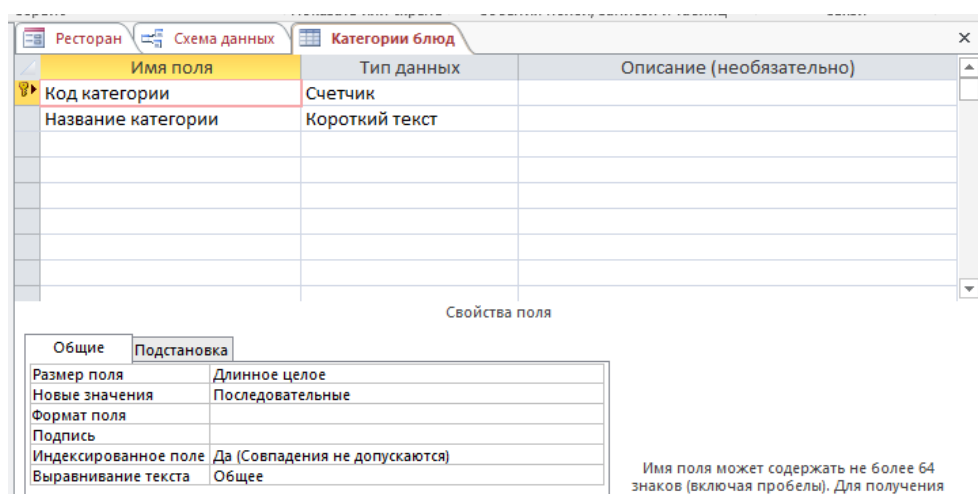 Ресторан Схема данных Категории блюд
Имя поля Тип данных Описание (необязательно)
Код категории Счетчик
Название категории Короткий текст
Свойства поля
Общие Подстановка
Размер поля Длинное целое
Новые значения Последовательные
Формат поля
Подпись
Индексированное поле Да (Совпадения не допускаются)
Выравнивание текста Общее
Имя поля может содержать не более 64
знаков (включая пробелы). Для получения